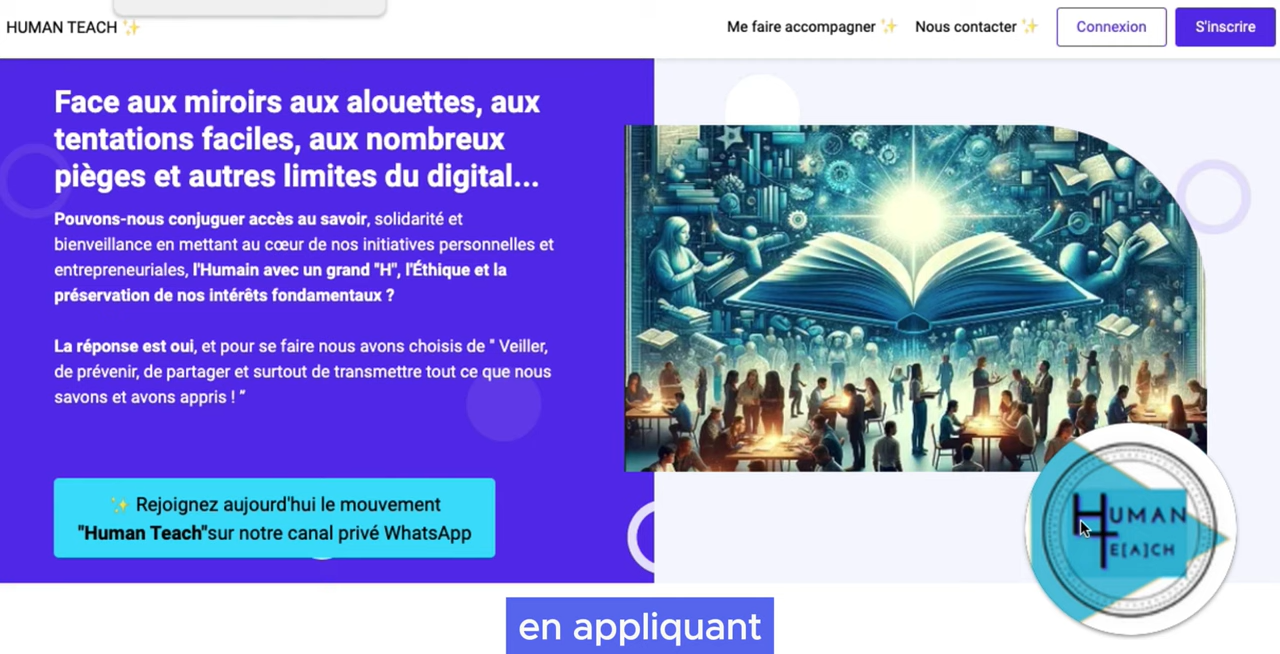 HUMAN TEACH ✨
Me faire accompagner ✨
Nous contacter ✨
Connexion
S'inscrire
Face aux miroirs aux alouettes, aux
tentations faciles, aux nombreux
pièges et autres limites du digital...
Pouvons-nous conjuguer accès au savoir, solidarité et
bienveillance en mettant au cœur de nos initiatives personnelles et
entrepreneuriales, l'Humain avec un grand "H", l'Éthique et la
préservation de nos intérêts fondamentaux ?
La réponse est oui, et pour se faire nous avons choisis de " Veiller,
de prévenir, de partager et surtout de transmettre tout ce que nous
savons et avons appris ! "
✨ Rejoignez aujourd'hui le mouvement
"Human Teach"sur notre canal privé WhatsApp
HUMAN
TE[A]CH
en appliquant